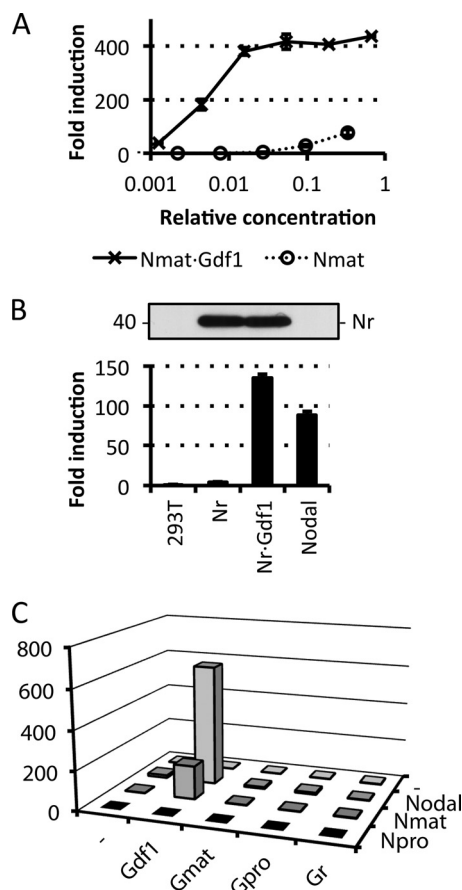 A
Fold induction
400
200
0
0.001 0.01 0.1 1
Relative concentration
Nmat·Gdf1 Nmat
B
40 - - Nr
Fold induction
150
100
50
0
293T
Nr
Nr·Gdf1
Nodal
C
800
600
400
200
0
-
Gdf1
Gmat
Gpro
Gr
-
Nodal
Nmat
Npro